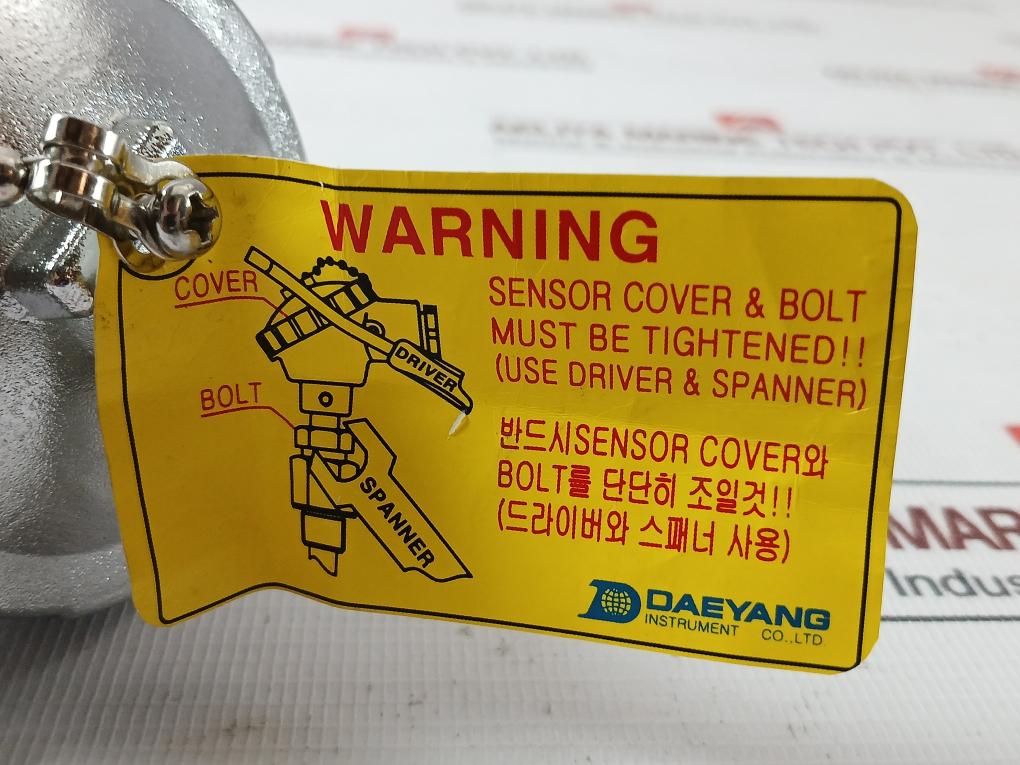 WARNING
COVER
DRIVER
BOLT
SPANNER
SENSOR COVER & BOLT
MUST BE TIGHTENED!!
(USE DRIVER & SPANNER)
반드시SENSOR COVER와
BOLT를 단단히 조일것!!
(드라이버와 스패너 사용)
DAEYANG
INSTRUMENT CO.,LTD.
MAR
Indus